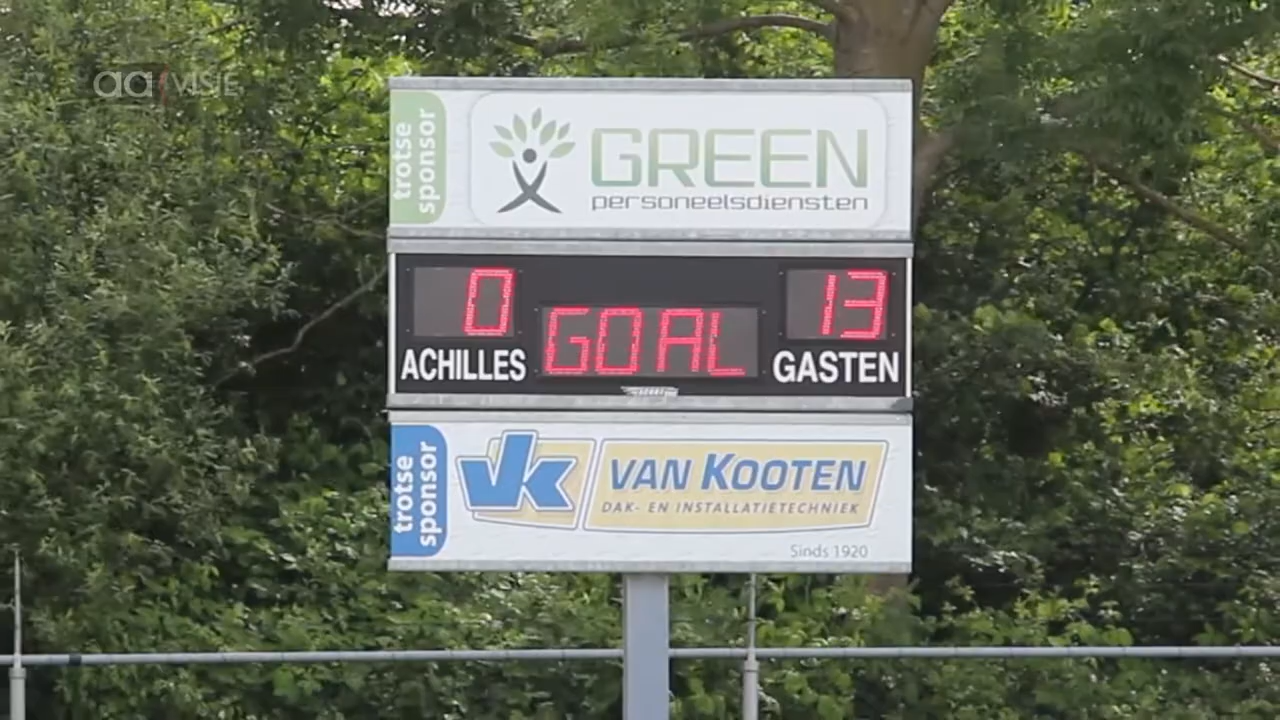 aa/VISIE
trotse sponsor
GREEN
personeelsdiensten
0
13
GOAL
ACHILLES
GASTEN
trotse sponsor
vk
VAN KOOTEN
DAK- EN INSTALLATIETECHNIEK
Sinds 1920